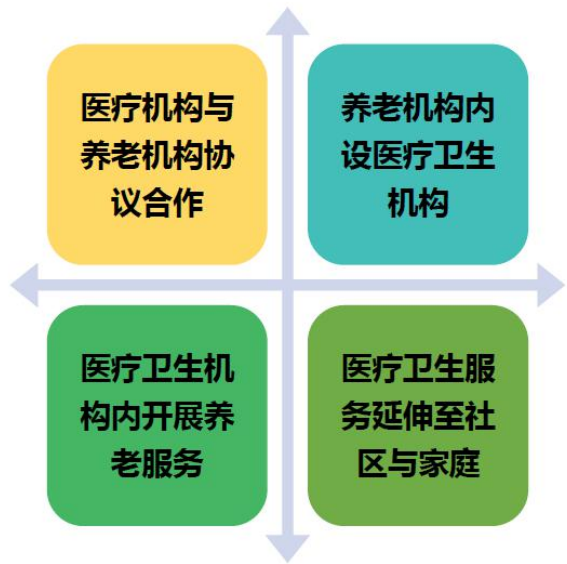 医疗机构与
养老机构协
议合作
养老机构内
设医疗卫生
机构
医疗卫生机
构内开展养
老服务
医疗卫生服
务延伸至社
区与家庭